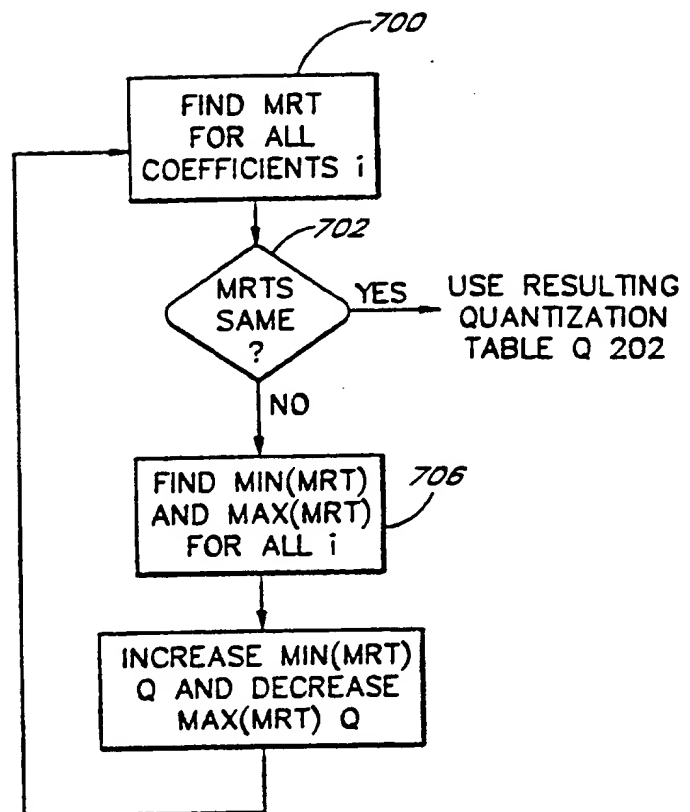 700
FIND MRT
FOR ALL
COEFFICIENTS i
702
MRTS
SAME
?
YES
USE RESULTING
QUANTIZATION
TABLE Q 202
NO
FIND MIN(MRT)
AND MAX(MRT)
FOR ALL i
706
INCREASE MIN(MRT)
Q AND DECREASE
MAX(MRT) Q